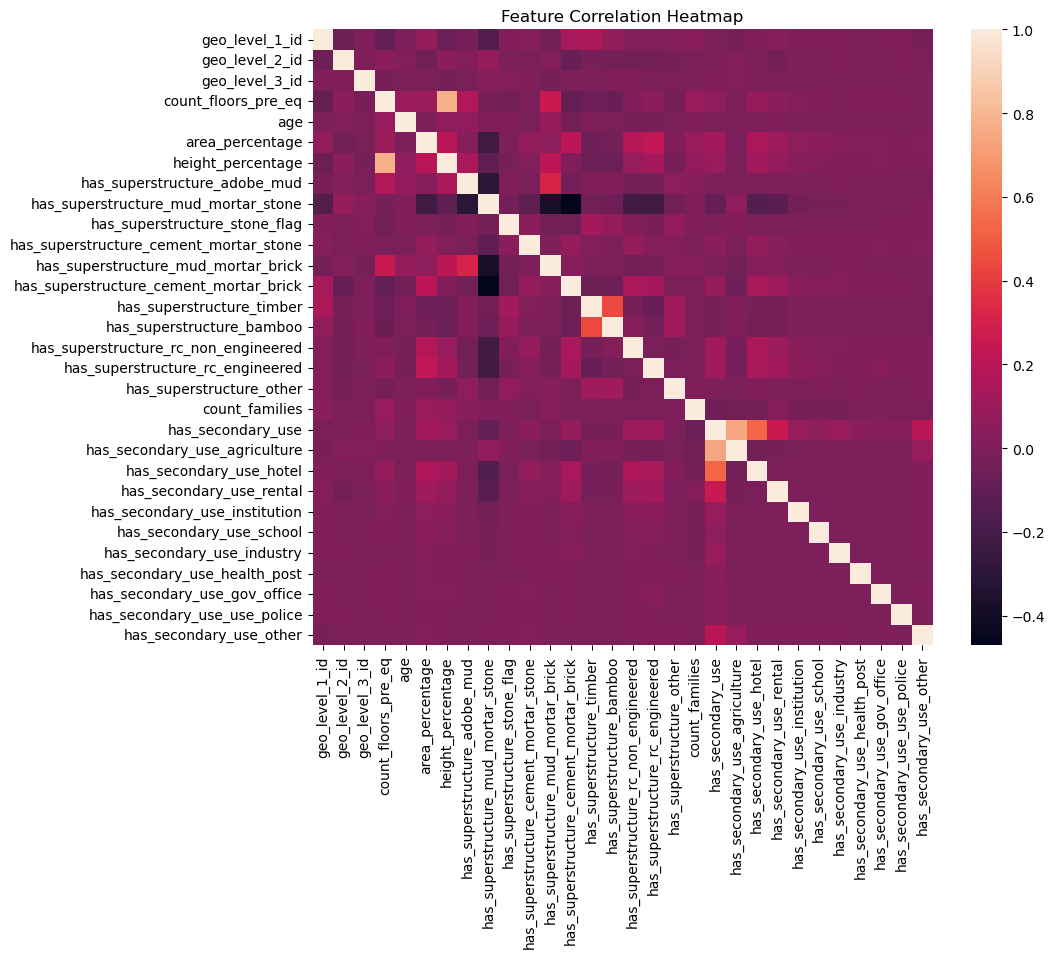 Feature Correlation Heatmap
geo_level_1_id
geo_level_2_id
geo_level_3_id
count_floors_pre_eq
age
area_percentage
height_percentage
has_superstructure_adobe_mud
has_superstructure_mud_mortar_stone
has_superstructure_stone_flag
has_superstructure_cement_mortar_stone
has_superstructure_mud_mortar_brick
has_superstructure_cement_mortar_brick
has_superstructure_timber
has_superstructure_bamboo
has_superstructure_rc_non_engineered
has_superstructure_rc_engineered
has_superstructure_other
count_families
has_secondary_use
has_secondary_use_agriculture
has_secondary_use_hotel
has_secondary_use_rental
has_secondary_use_institution
has_secondary_use_school
has_secondary_use_industry
has_secondary_use_health_post
has_secondary_use_gov_office
has_secondary_use_use_police
has_secondary_use_other
geo_level_1_id
geo_level_2_id
geo_level_3_id
count_floors_pre_eq
age
area_percentage
height_percentage
has_superstructure_adobe_mud
has_superstructure_mud_mortar_stone
has_superstructure_stone_flag
has_superstructure_cement_mortar_stone
has_superstructure_mud_mortar_brick
has_superstructure_cement_mortar_brick
has_superstructure_timber
has_superstructure_bamboo
has_superstructure_rc_non_engineered
has_superstructure_rc_engineered
has_superstructure_other
count_families
has_secondary_use
has_secondary_use_agriculture
has_secondary_use_hotel
has_secondary_use_rental
has_secondary_use_institution
has_secondary_use_school
has_secondary_use_industry
has_secondary_use_health_post
has_secondary_use_gov_office
has_secondary_use_use_police
has_secondary_use_other
1.0
0.8
0.6
0.4
0.2
0.0
−0.2
−0.4